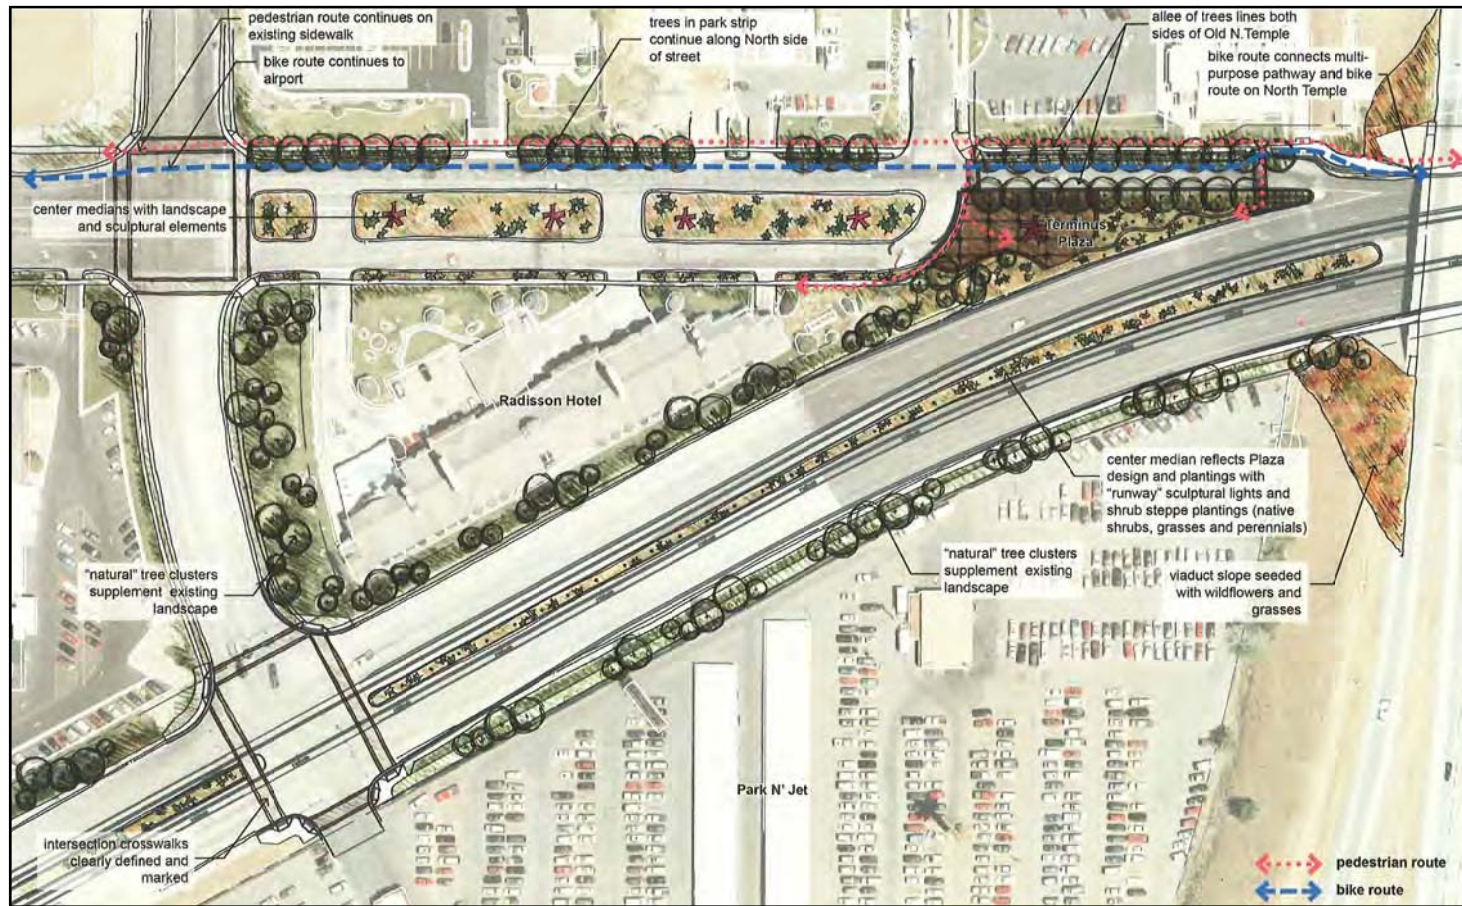 pedestrian route continues on
existing sidewalk
bike route continues to
airport
trees in park strip
continue along North side
of street
allee of trees lines both
sides of Old N.Temple
bike route connects multi-
purpose pathway and bike
route on North Temple
center medians with landscape
and sculptural elements
Terminus
Plaza
Radisson Hotel
center median reflects Plaza
design and plantings with
"runway" sculptural lights and
shrub steppe plantings (native
shrubs, grasses and perennials)
"natural" tree clusters
supplement existing
landscape
"natural" tree clusters
supplement existing
landscape
viaduct slope seeded
with wildflowers and
grasses
Park N' Jet
intersection crosswalks
clearly defined and
marked
pedestrian route
bike route